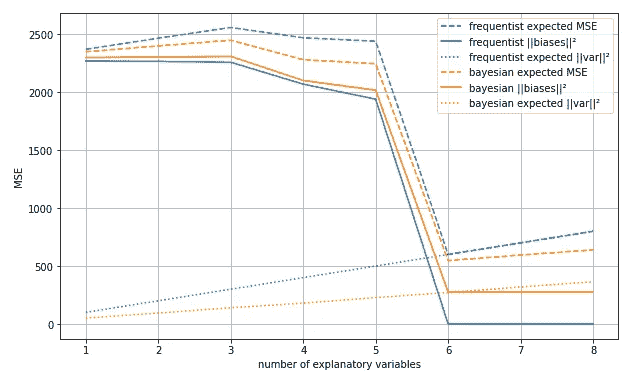 frequentist expected MSE
frequentist ||biases||²
frequentist expected ||var||²
bayesian expected MSE
bayesian ||biases||²
bayesian expected ||var||²
2500
2000
1500
1000
500
0
MSE
1 2 3 4 5 6 7 8
number of explanatory variables